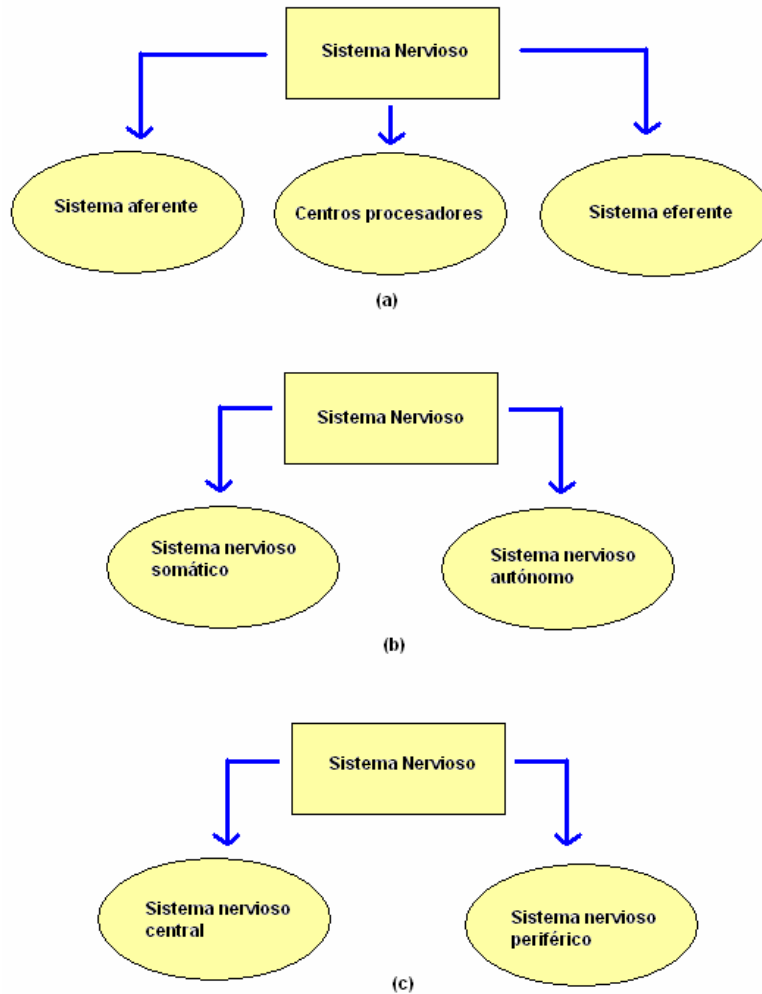 Sistema Nervioso
Sistema aferente
Centros procesadores
Sistema eferente
(a)
Sistema Nervioso
Sistema nervioso
somático
Sistema nervioso
autónomo
(b)
Sistema Nervioso
Sistema nervioso
central
Sistema nervioso
periférico
(c)